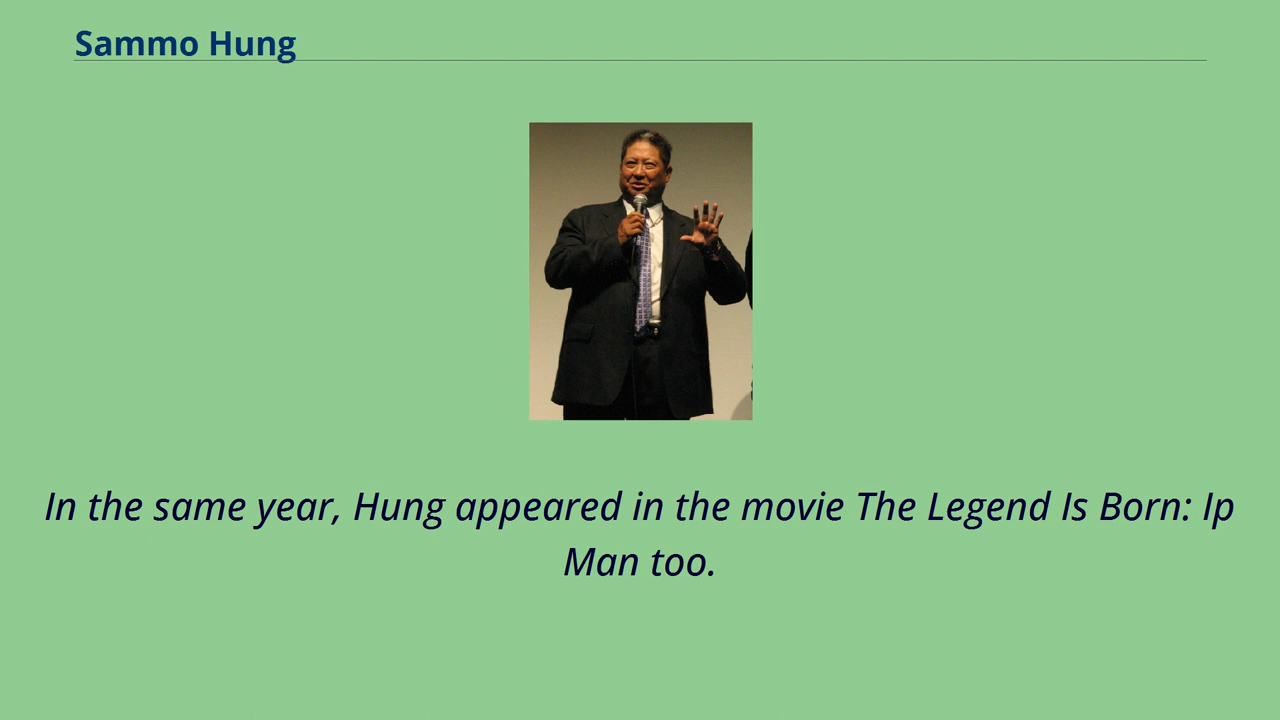 Sammo Hung
In the same year, Hung appeared in the movie The Legend Is Born: Ip
Man too.